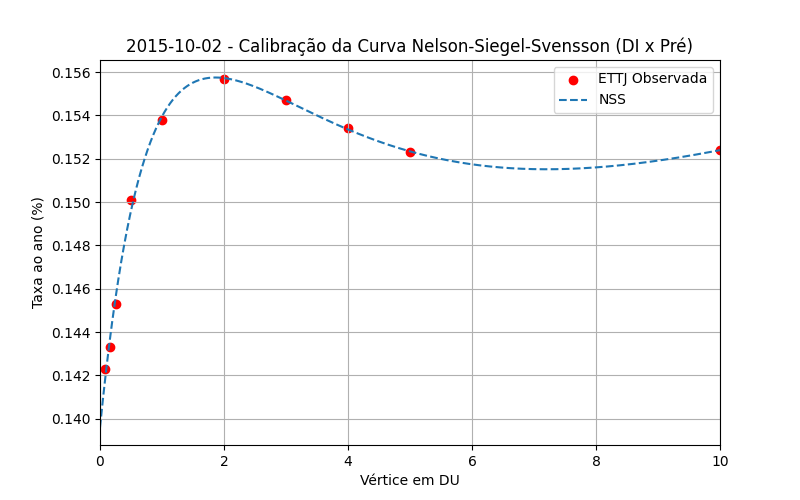 2015-10-02 - Calibração da Curva Nelson-Siegel-Svensson (DI x Pré)
ETTJ Observada
NSS
Taxa ao ano (%)
0.156
0.154
0.152
0.150
0.148
0.146
0.144
0.142
0.140
0 2 4 6 8 10
Vértice em DU